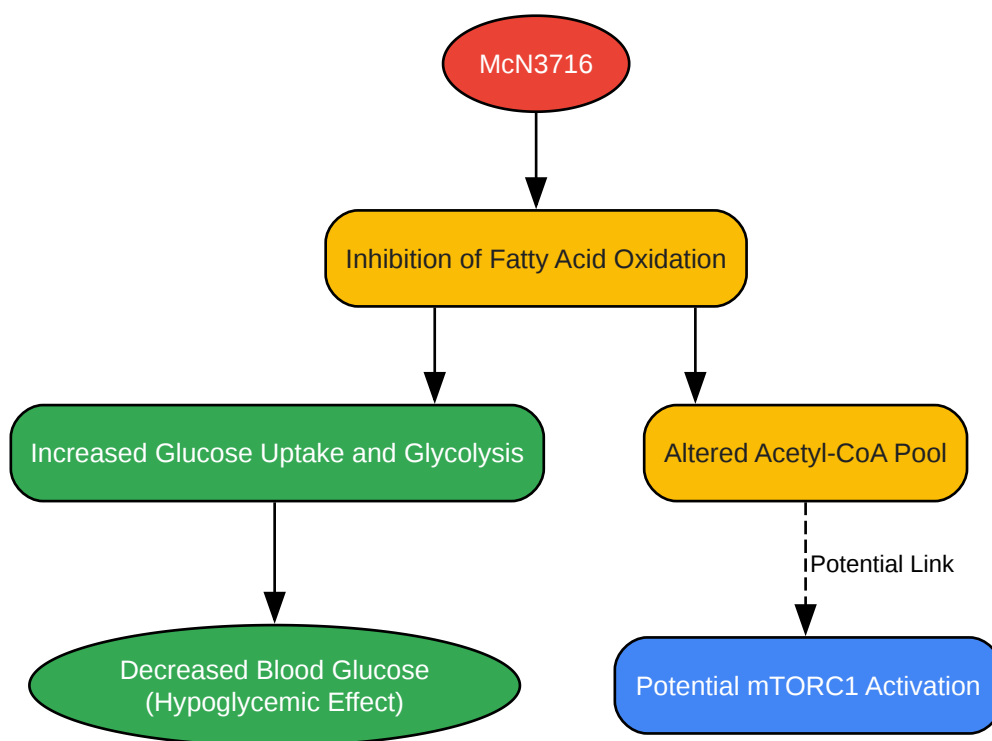 McN3716
Inhibition of Fatty Acid Oxidation
Increased Glucose Uptake and Glycolysis
Altered Acetyl-CoA Pool
Potential Link
Decreased Blood Glucose
(Hypoglycemic Effect)
Potential mTORC1 Activation